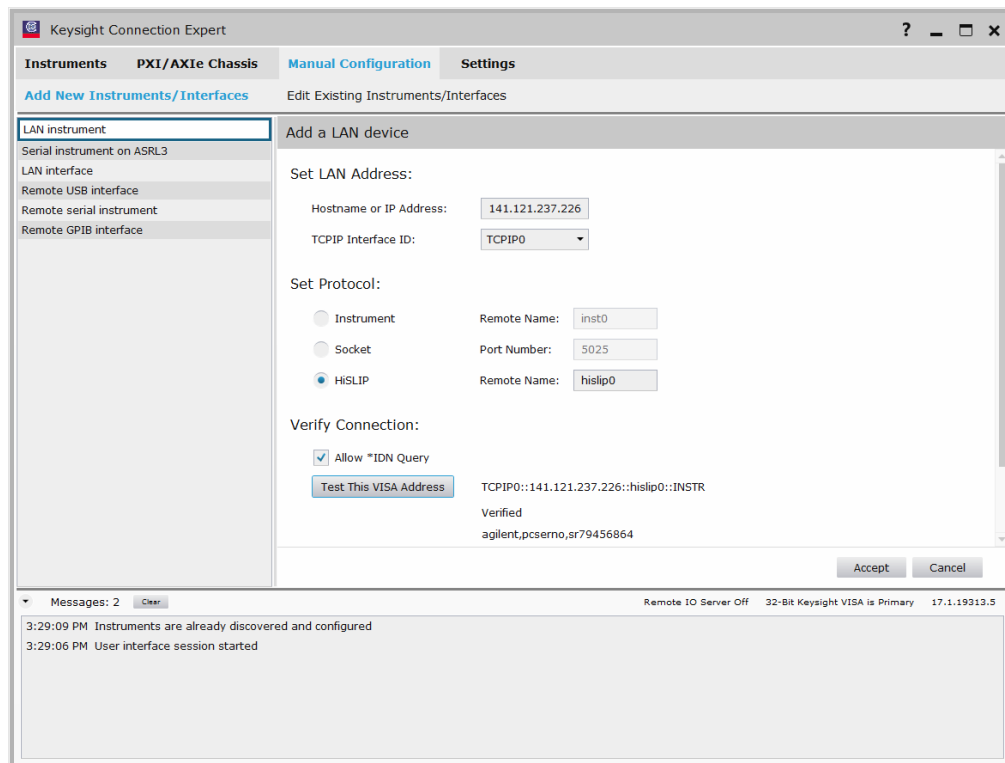 Keysight Connection Expert ?
Instruments PXI/AXIe Chassis Manual Configuration Settings
Add New Instruments/Interfaces Edit Existing Instruments/Interfaces
LAN instrument
Serial instrument on ASRL3
LAN interface
Remote USB interface
Remote serial instrument
Remote GPIB interface
Add a LAN device
Set LAN Address:
Hostname or IP Address: 141.121.237.226
TCPIP Interface ID: TCPIP0
Set Protocol:
Instrument Remote Name: inst0
Socket Port Number: 5025
HiSLIP Remote Name: hislip0
Verify Connection:
Allow *IDN Query
Test This VISA Address TCPIP0::141.121.237.226::hislip0::INSTR
Verified
agilent,pcserno,sr79456864
Accept Cancel
Messages: 2 Clear Remote IO Server Off 32-Bit Keysight VISA is Primary 17.1.19313.5
3:29:09 PM Instruments are already discovered and configured
3:29:06 PM User interface session started